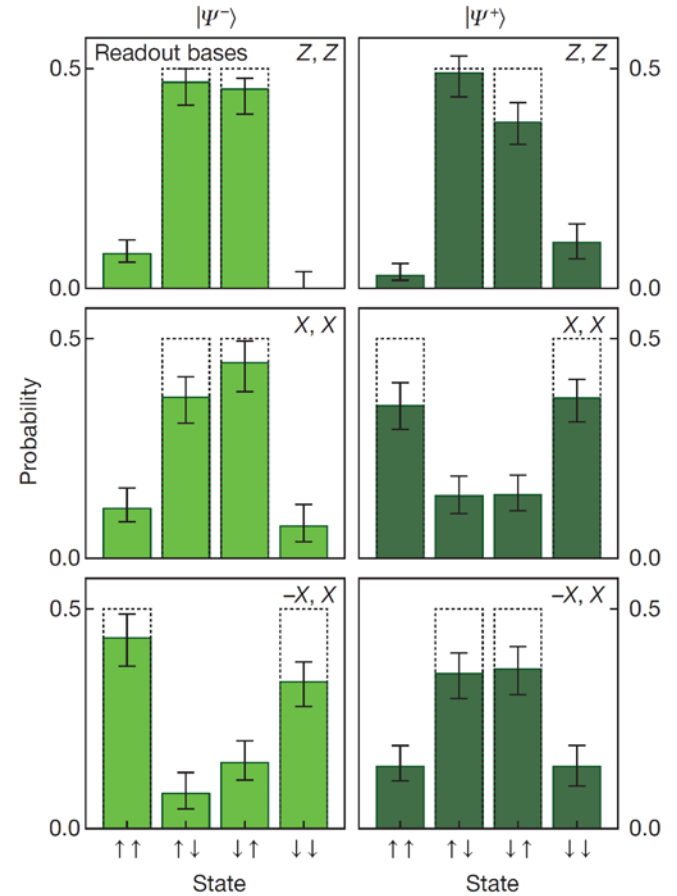 |Ψ⁻⟩ |Ψ⁺⟩
Readout bases Z, Z Z, Z
0.5 0.5
0.0 0.0
X, X X, X
0.5 0.5
0.0 0.0
–X, X –X, X
0.5 0.5
0.0 0.0
Probability
↑↑ ↑↓ ↓↑ ↓↓ ↑↑ ↑↓ ↓↑ ↓↓
State State